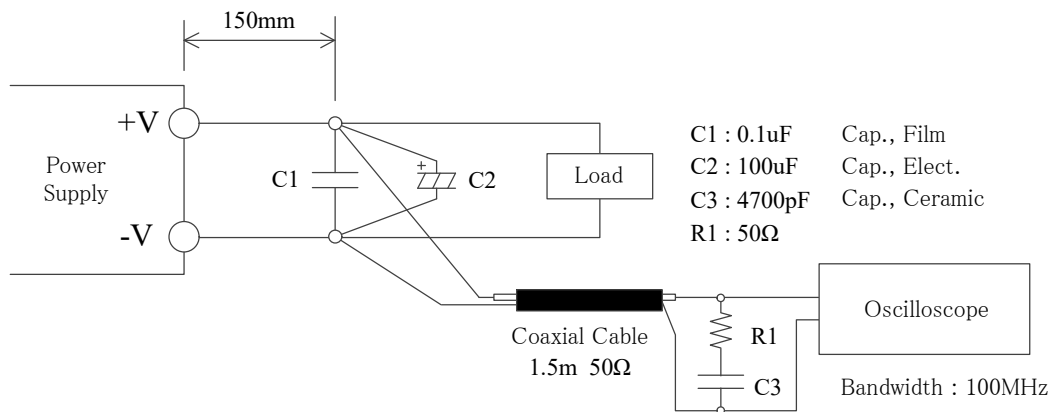 150mm
+V
Power
Supply
-V
C1
+
C2
Load
C1 : 0.1uF Cap., Film
C2 : 100uF Cap., Elect.
C3 : 4700pF Cap., Ceramic
R1 : 50Ω
Coaxial Cable
1.5m 50Ω
R1
C3
Oscilloscope
Bandwidth : 100MHz